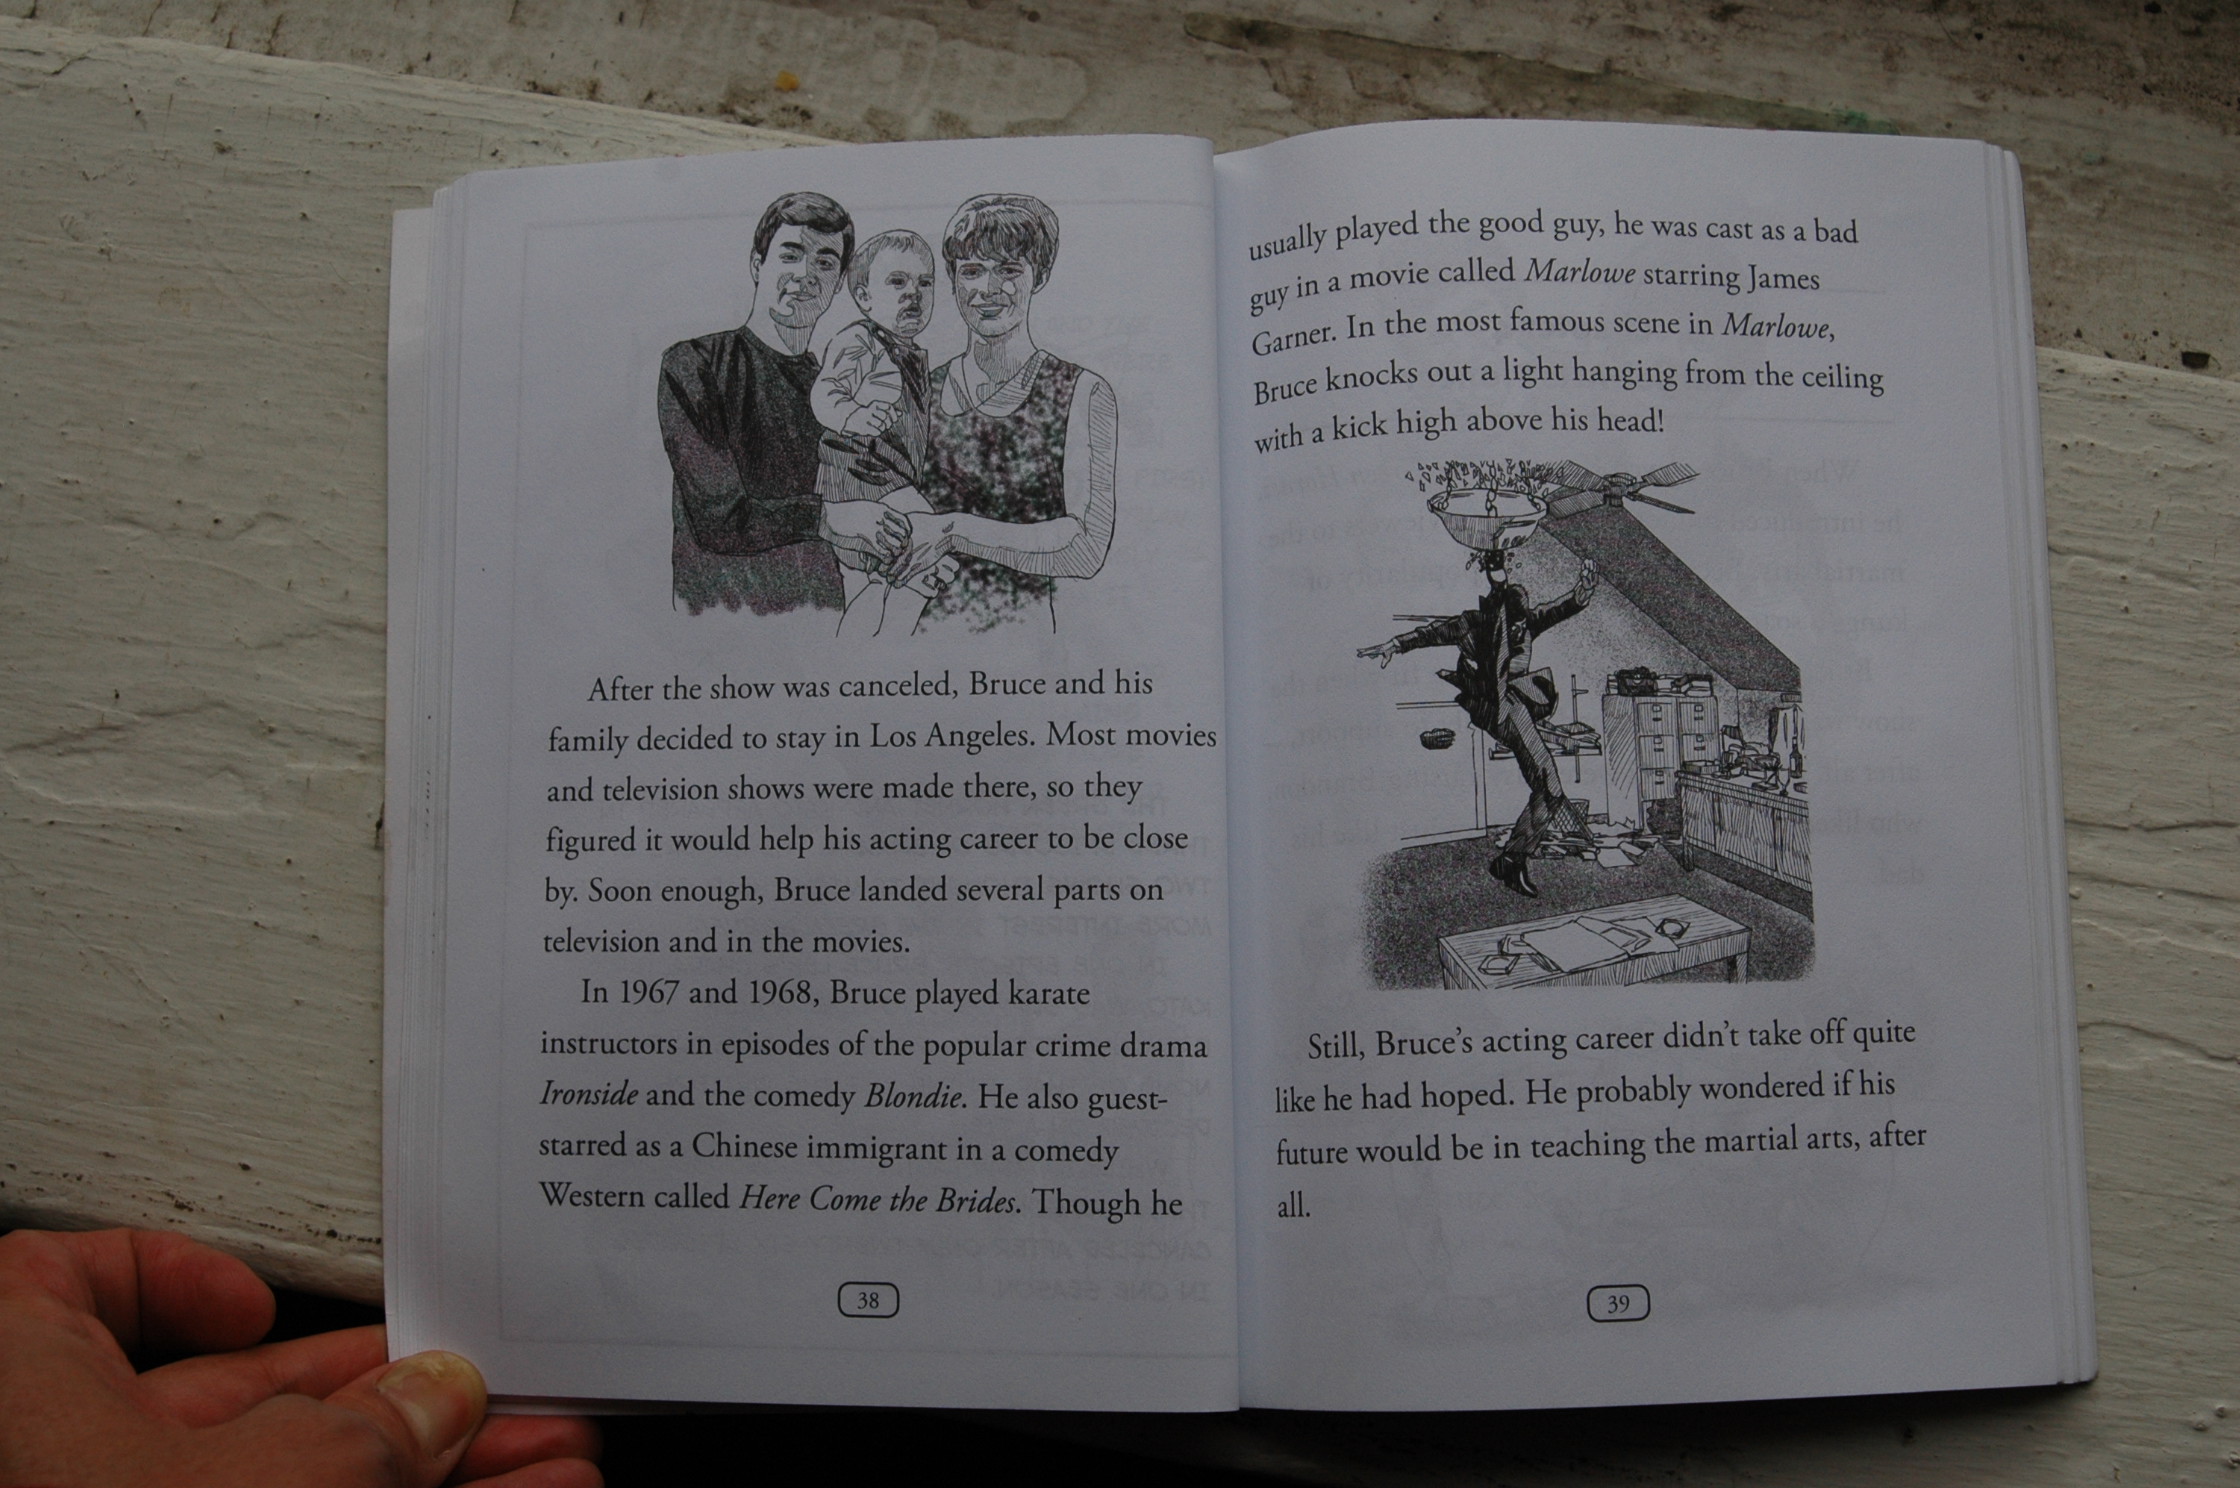 After the show was canceled, Bruce and his
family decided to stay in Los Angeles. Most movies
and television shows were made there, so they
figured it would help his acting career to be close
by. Soon enough, Bruce landed several parts on
television and in the movies.
In 1967 and 1968, Bruce played karate
instructors in episodes of the popular crime drama
Ironside and the comedy Blondie. He also guest-
starred as a Chinese immigrant in a comedy
Western called Here Come the Brides. Though he
38
usually played the good guy, he was cast as a bad
guy in a movie called Marlowe starring James
Garner. In the most famous scene in Marlowe,
Bruce knocks out a light hanging from the ceiling
with a kick high above his head!
Still, Bruce's acting career didn't take off quite
like he had hoped. He probably wondered if his
future would be in teaching the martial arts, after
all.
39